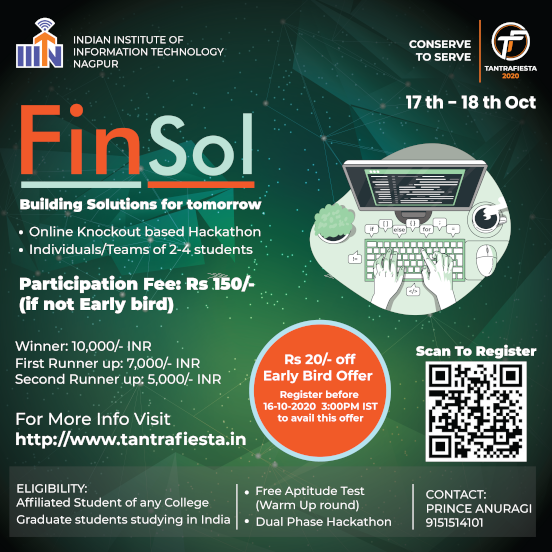 INDIAN INSTITUTE OF
INFORMATION TECHNOLOGY
NAGPUR
CONSERVE
TO SERVE
TANTRAFIESTA
2020
17 th - 18 th Oct
FinSol
Building Solutions for tomorrow
• Online Knockout based Hackathon
• Individuals/Teams of 2-4 students
if
else
{ }
for
!=
</>
Participation Fee: Rs 150/-
(if not Early bird)
Winner: 10,000/- INR
First Runner up: 7,000/- INR
Second Runner up: 5,000/- INR
Rs 20/- off
Early Bird Offer
Register before
16-10-2020 3:00PM IST
to avail this offer
Scan To Register
For More Info Visit
http://www.tantrafiesta.in
ELIGIBILITY:
Affiliated Student of any College
Graduate students studying in India
• Free Aptitude Test
(Warm Up round)
• Dual Phase Hackathon
CONTACT:
PRINCE ANURAGI
9151514101